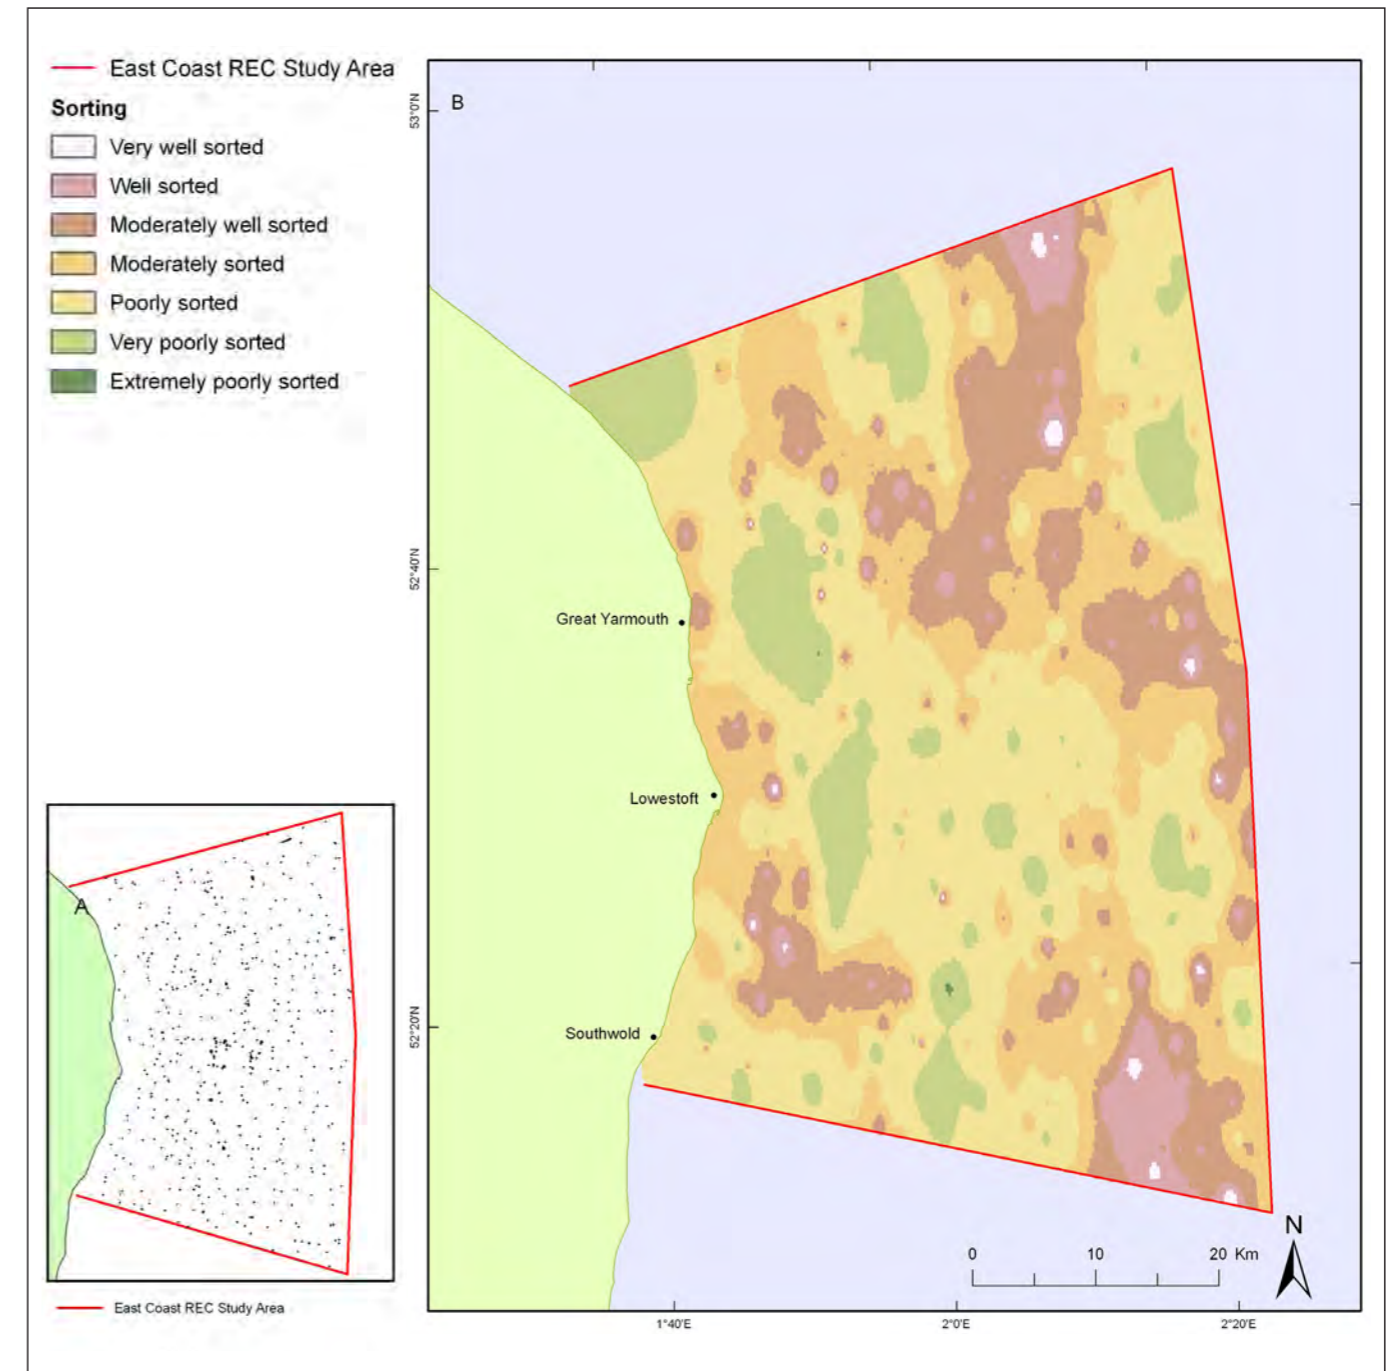 East Coast REC Study Area
Sorting
Very well sorted
Well sorted
Moderately well sorted
Moderately sorted
Poorly sorted
Very poorly sorted
Extremely poorly sorted
B
53°0'N
52°40'N
52°20'N
Great Yarmouth
Lowestoft
Southwold
A
East Coast REC Study Area
N
0 10 20 Km
1°40'E 2°0'E 2°20'E